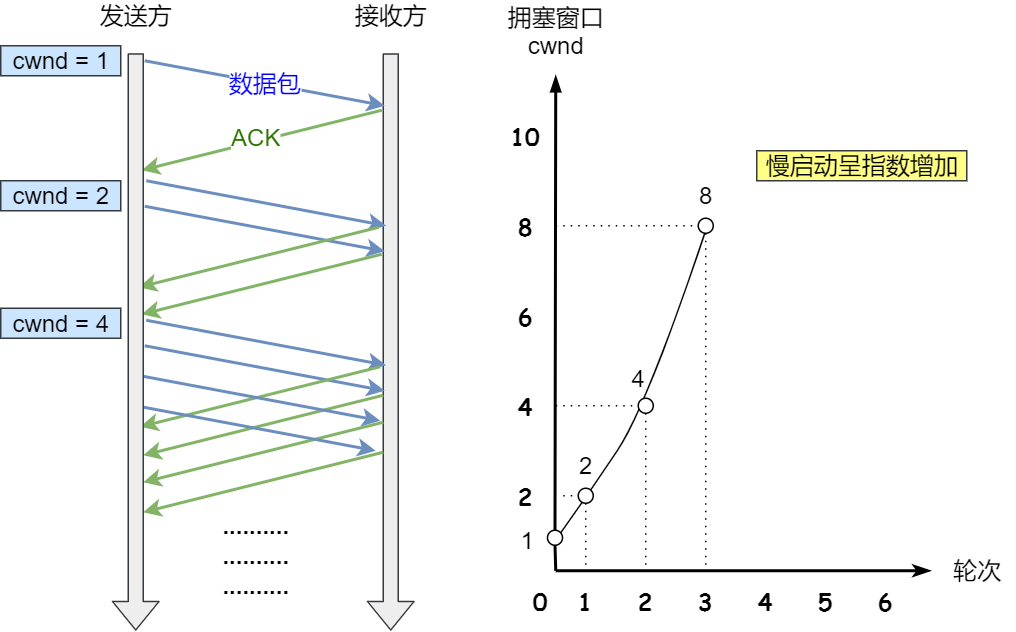 发送方
接收方
cwnd = 1
数据包
ACK
cwnd = 2
cwnd = 4
..........
..........
..........
拥塞窗口
cwnd
慢启动呈指数增加
10
8
8
6
4
4
2
2
1
轮次
0 1 2 3 4 5 6